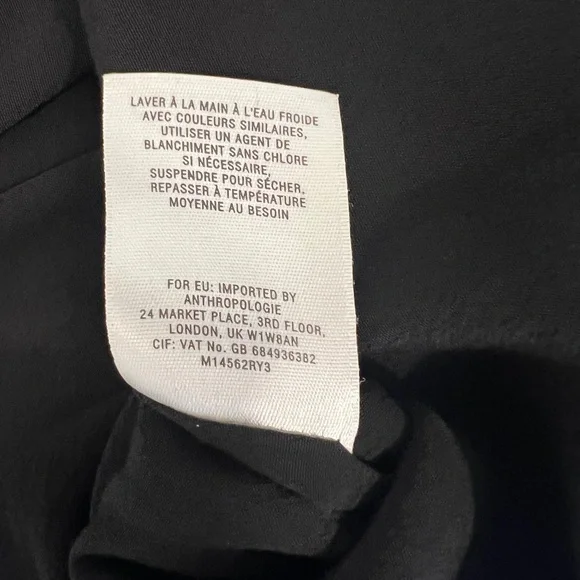 LAVER À LA MAIN À L'EAU FROIDE
AVEC COULEURS SIMILAIRES,
UTILISER UN AGENT DE
BLANCHIMENT SANS CHLORE
SI NÉCESSAIRE,
SUSPENDRE POUR SÉCHER.
REPASSER À TEMPÉRATURE
MOYENNE AU BESOIN
FOR EU: IMPORTED BY
ANTHROPOLOGIE
24 MARKET PLACE, 3RD FLOOR,
LONDON, UK W1W8AN
CIF: VAT No. GB 684936382
M14562RY3